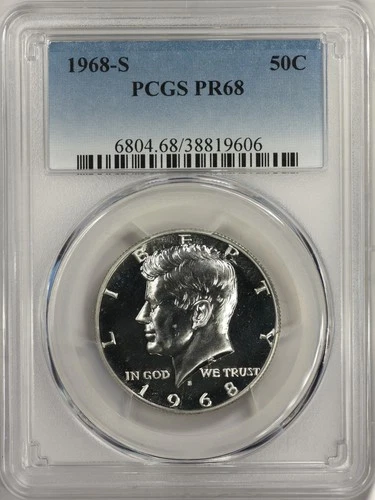 1968-S 50C
PCGS PR68
6804.68/38819606
LIBERTY
IN GOD WE TRUST
S
1968